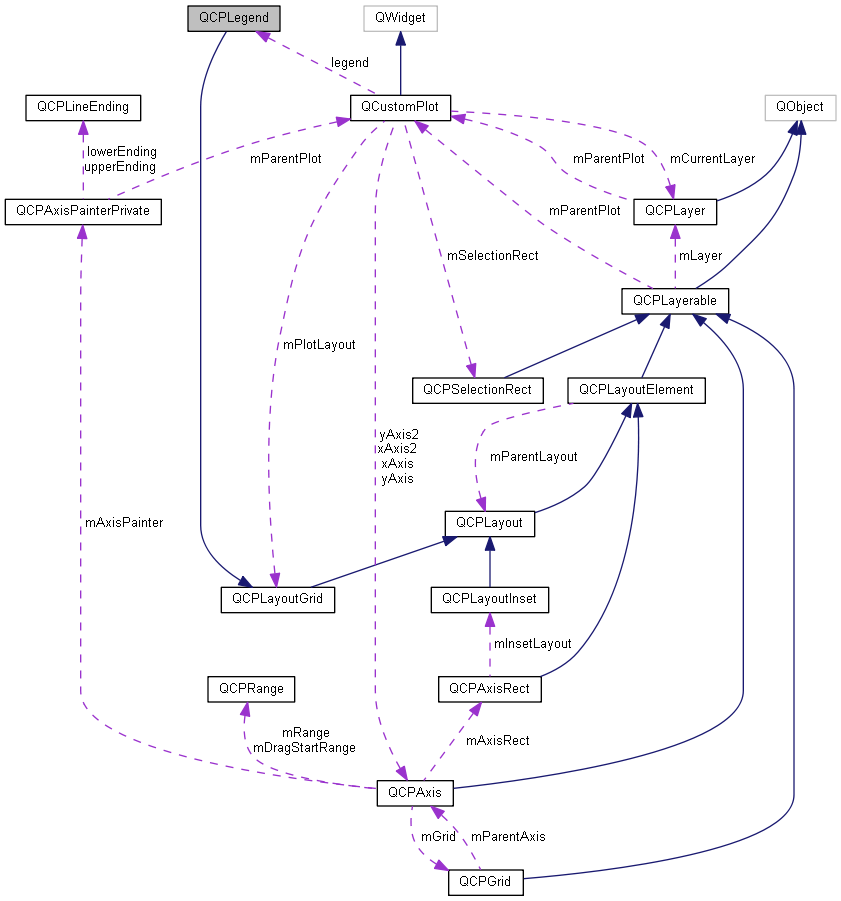 QCPLegend
QWidget
legend
QCPLineEnding
QCustomPlot
QObject
lowerEnding
upperEnding
mParentPlot
mParentPlot
mCurrentLayer
QCPAxisPainterPrivate
mParentPlot
QCPLayer
mSelectionRect
mLayer
QCPLayerable
mPlotLayout
QCPSelectionRect
QCPLayoutElement
yAxis2
xAxis2
xAxis
yAxis
mParentLayout
mAxisPainter
QCPLayout
QCPLayoutGrid
QCPLayoutInset
mInsetLayout
QCPRange
QCPAxisRect
mRange
mDragStartRange
mAxisRect
QCPAxis
mGrid
mParentAxis
QCPGrid